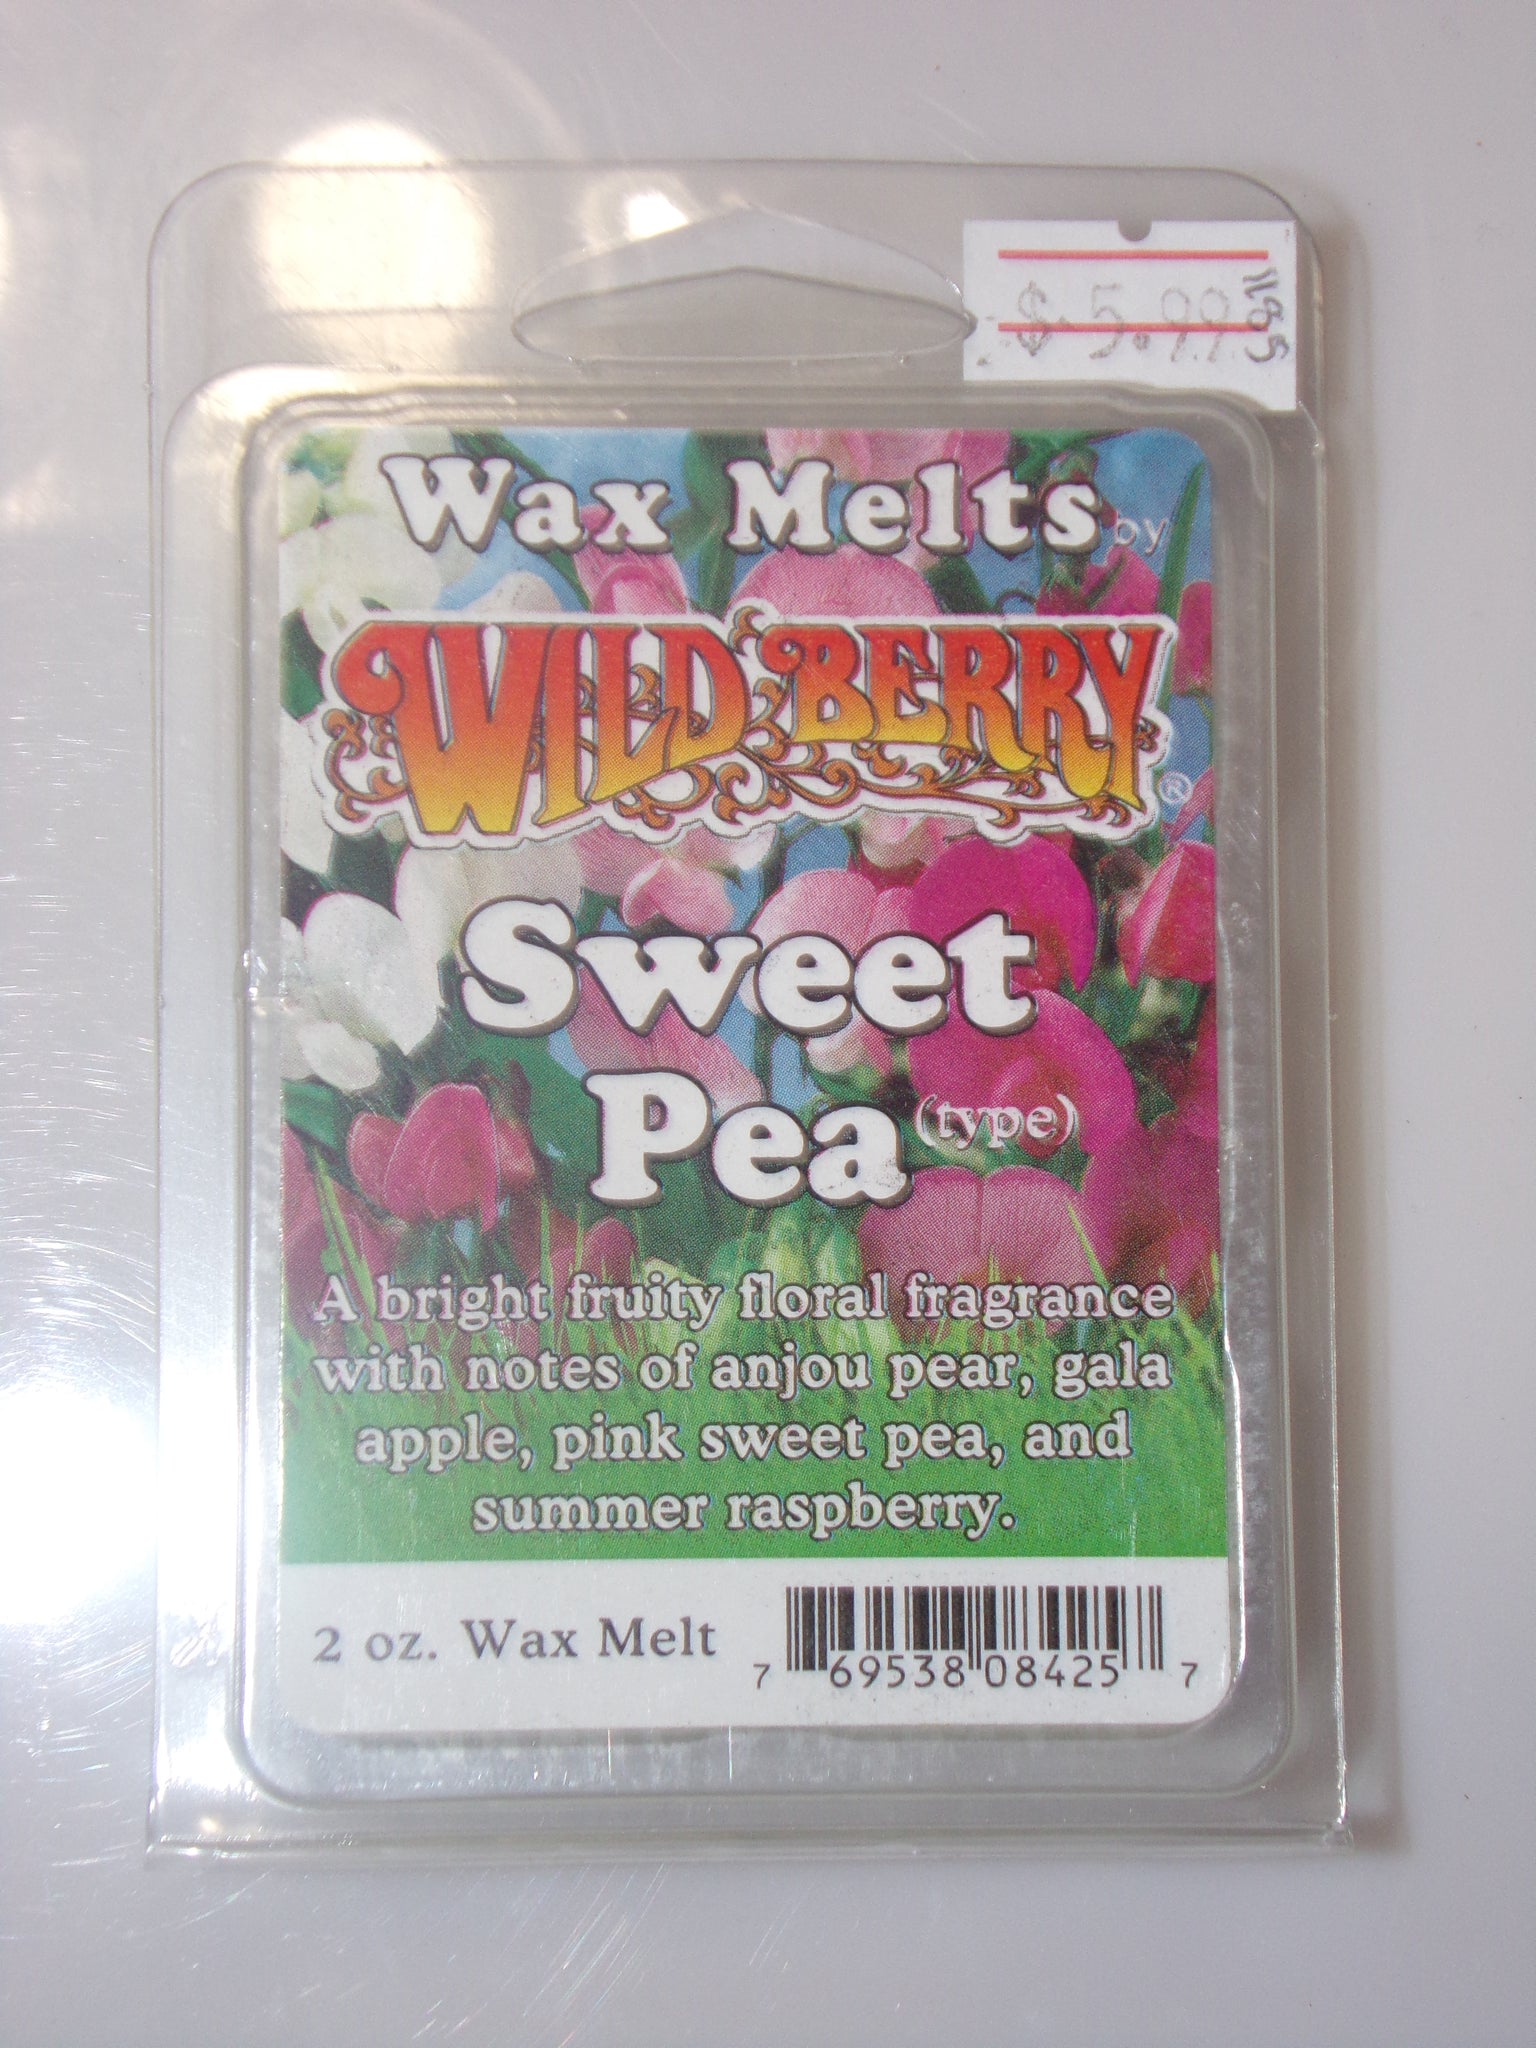 $5.99
11985
Wax Melts by
WILD BERRY®
Sweet
Pea (type)
A bright fruity floral fragrance
with notes of anjou pear, gala
apple, pink sweet pea, and
summer raspberry.
2 oz. Wax Melt
7 69538 08425 7